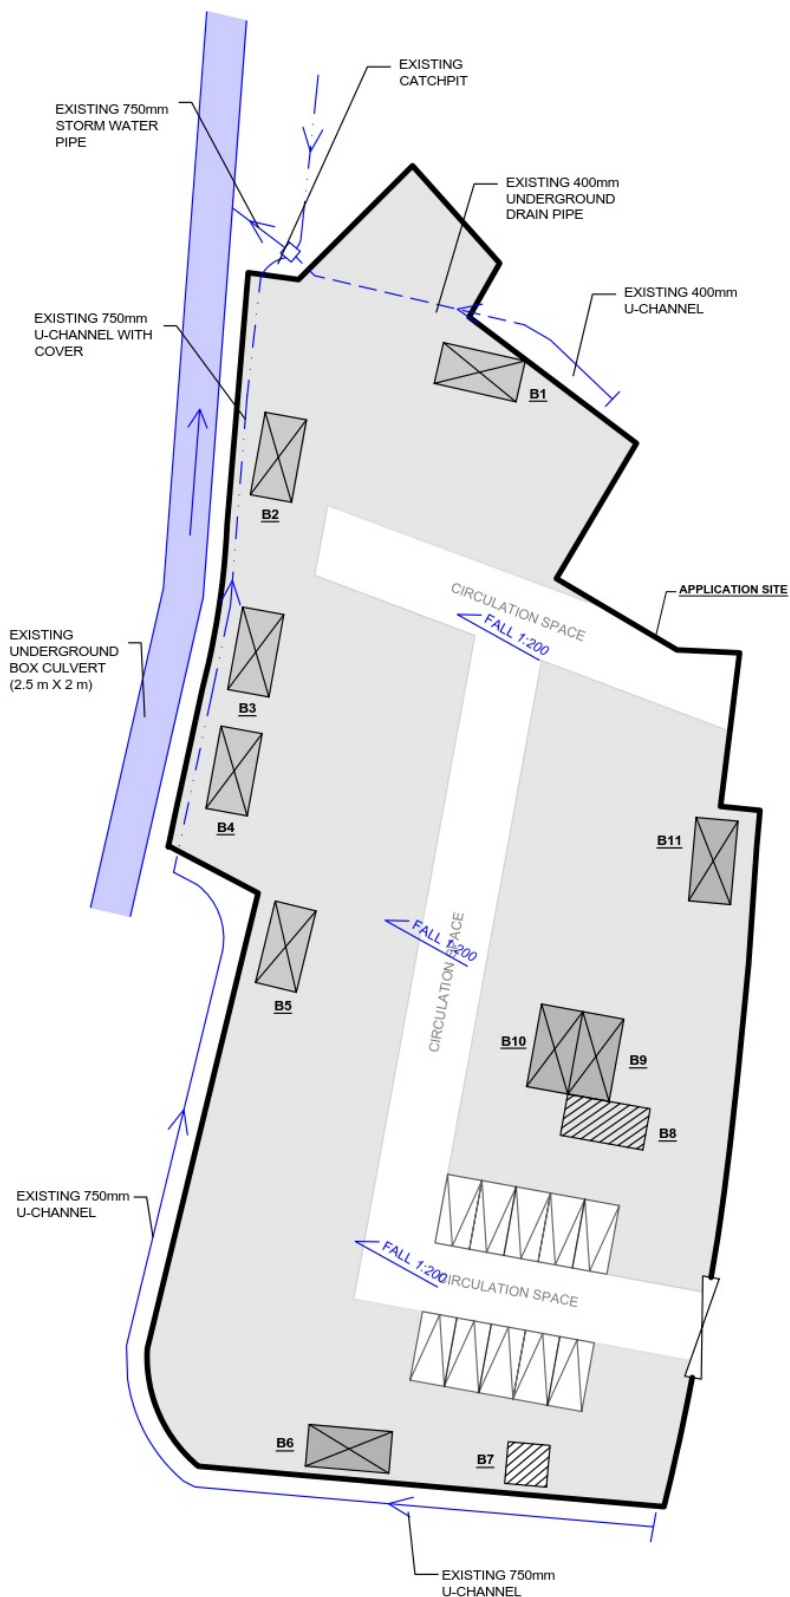 EXISTING
CATCHPIT
EXISTING 750mm
STORM WATER
PIPE
EXISTING 400mm
UNDERGROUND
DRAIN PIPE
EXISTING 400mm
U-CHANNEL
EXISTING 750mm
U-CHANNEL WITH
COVER
B1
B2
APPLICATION SITE
CIRCULATION SPACE
FALL 1:200
EXISTING
UNDERGROUND
BOX CULVERT
(2.5 m X 2 m)
B3
B4
B11
FALL 1:200
CIRCULATION SPACE
B5
B10
B9
B8
EXISTING 750mm
U-CHANNEL
FALL 1:200
CIRCULATION SPACE
B6
B7
EXISTING 750mm
U-CHANNEL